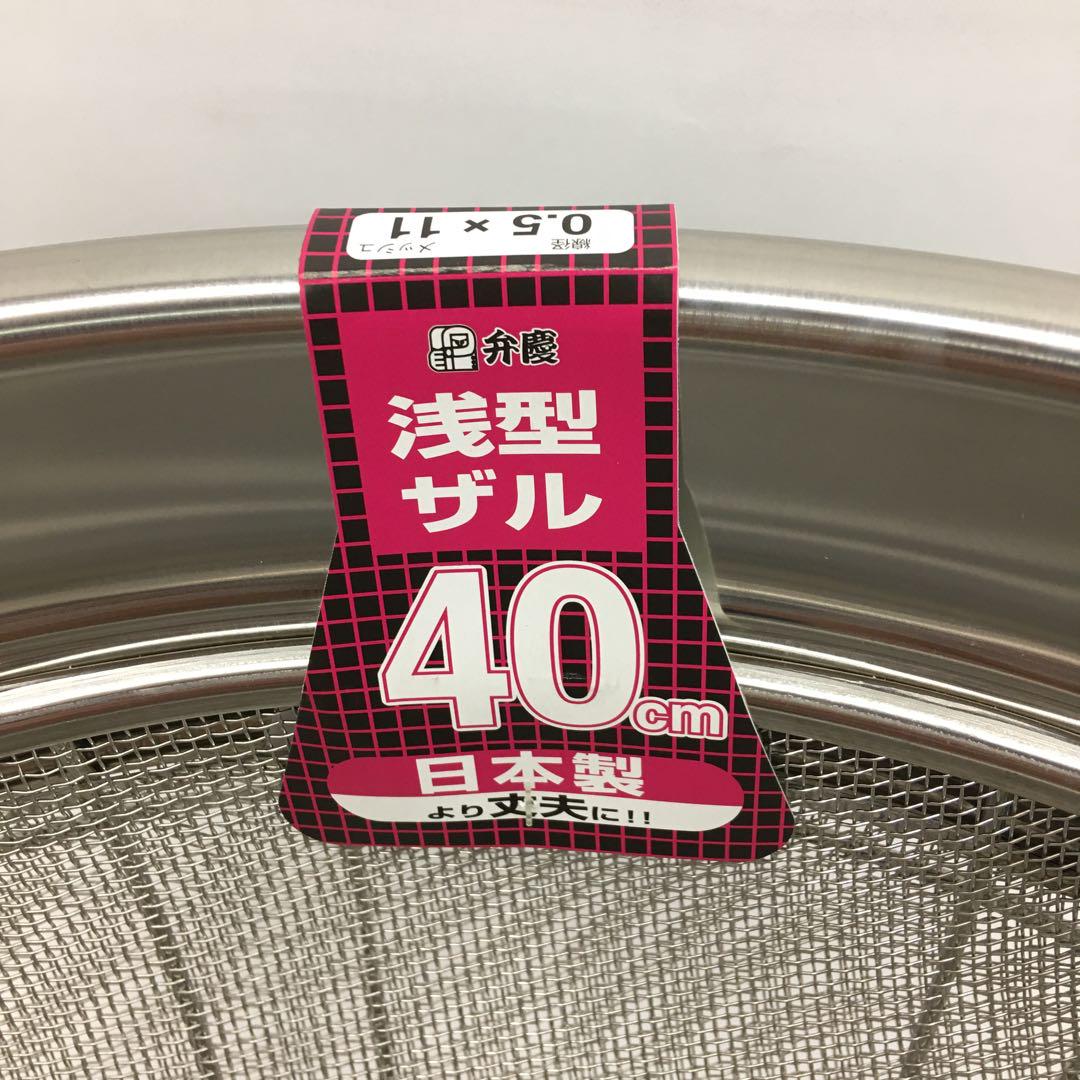 線径 メッシュ
0.5 × 11
弁慶
浅型
ザル
40cm
日本製
より丈夫に!!